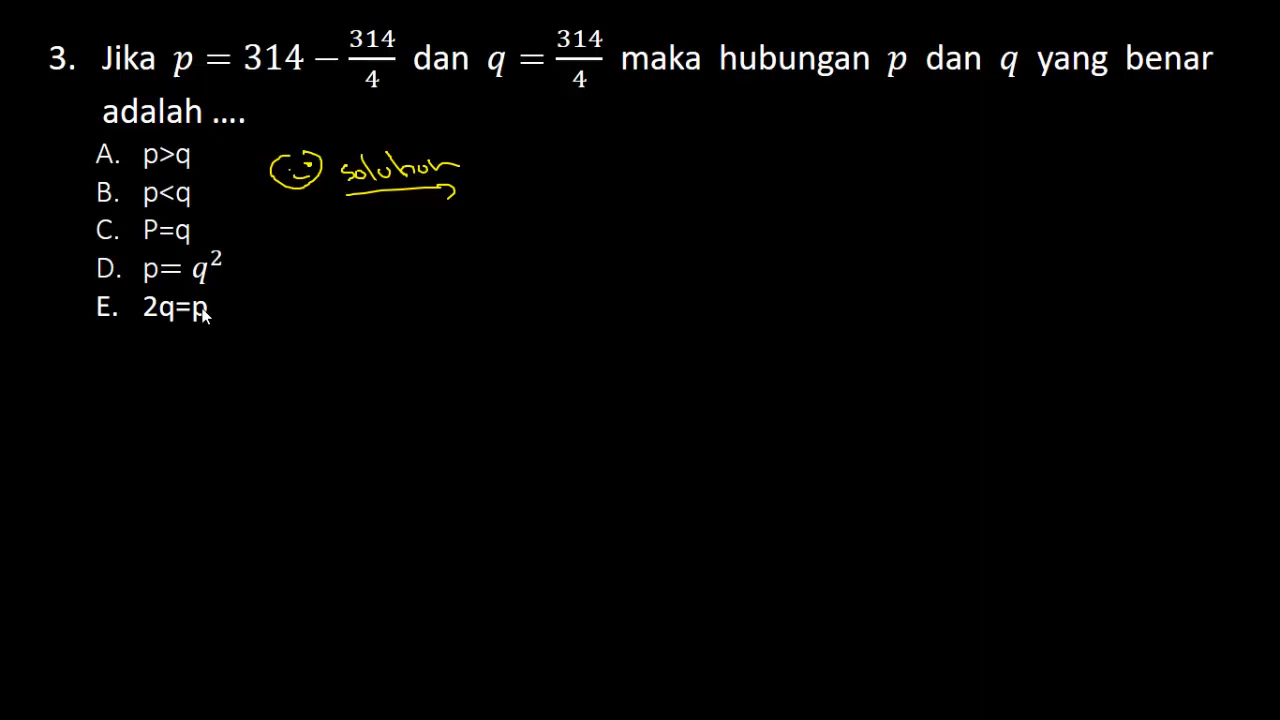 3. Jika p = 314 − 314/4 dan q = 314/4 maka hubungan p dan q yang benar
adalah ....
A. p>q
solution
B. p<q
C. P=q
D. p= q²
E. 2q=p